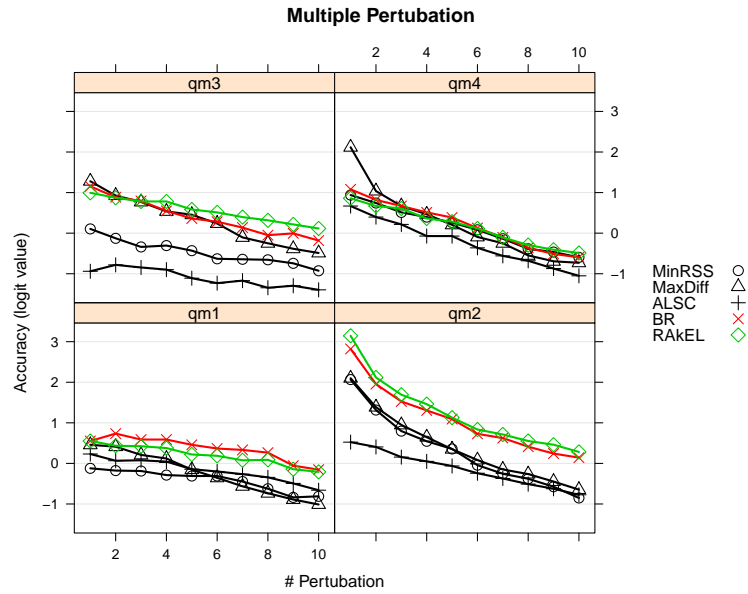 Multiple Pertubation
2 4 6 8 10
qm3 qm4
3
2
1
0
−1
qm1 qm2
3
2
1
0
−1
2 4 6 8 10
Accuracy (logit value)
# Pertubation
MinRSS
MaxDiff
ALSC
BR
RAkEL